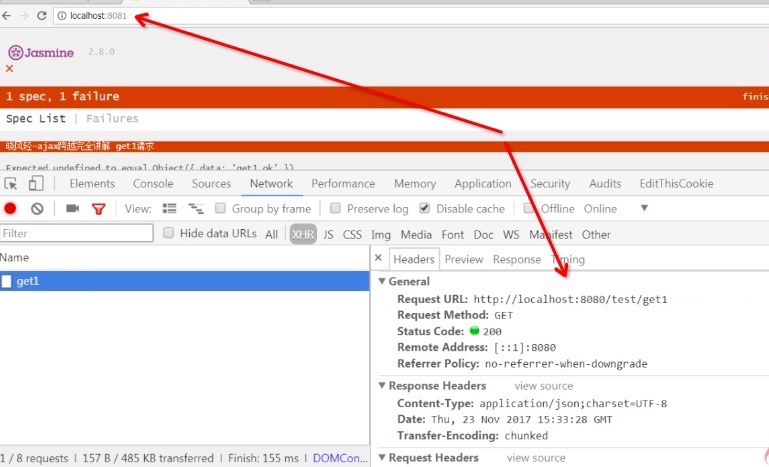 localhost:8081
Jasmine 2.8.0
×
1 spec, 1 failure finis
Spec List | Failures
晓风轻-ajax跨越完全讲解 get1请求
Expected undefined to equal Object({ data: 'get1 ok' })
Elements Console Sources Network Performance Memory Application Security Audits EditThisCookie
View: Group by frame Preserve log Disable cache Offline Online
Filter Hide data URLs All XHR JS CSS Img Media Font Doc WS Manifest Other
Name
× Headers Preview Response Timing
get1
General
Request URL: http://localhost:8080/test/get1
Request Method: GET
Status Code: 200
Remote Address: [::1]:8080
Referrer Policy: no-referrer-when-downgrade
Response Headers view source
Content-Type: application/json;charset=UTF-8
Date: Thu, 23 Nov 2017 15:33:28 GMT
Transfer-Encoding: chunked
Request Headers view source
1 / 8 requests | 157 B / 485 KB transferred | Finish: 155 ms | DOMCon...